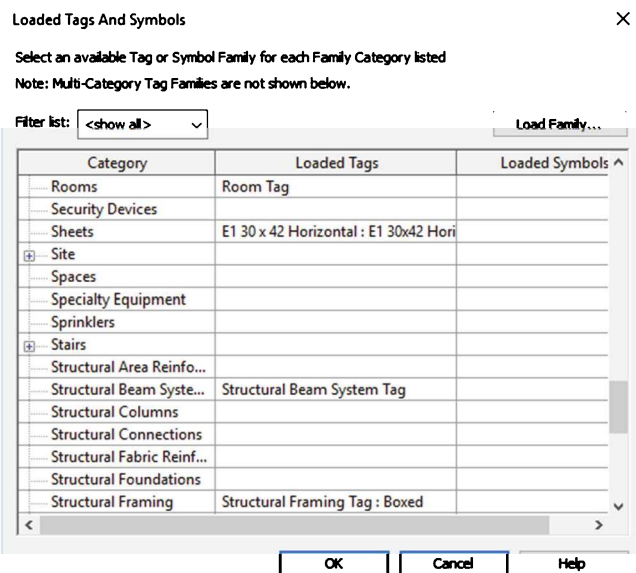 Loaded Tags And Symbols
Select an available Tag or Symbol Family for each Family Category listed
Note: Multi-Category Tag Families are not shown below.
Filter list: <show all> Load Family...
Category Loaded Tags Loaded Symbols
Rooms Room Tag
Security Devices
Sheets E1 30 x 42 Horizontal : E1 30x42 Hori
Site
Spaces
Specialty Equipment
Sprinklers
Stairs
Structural Area Reinfo...
Structural Beam Syste... Structural Beam System Tag
Structural Columns
Structural Connections
Structural Fabric Reinf...
Structural Foundations
Structural Framing Structural Framing Tag : Boxed
OK Cancel Help